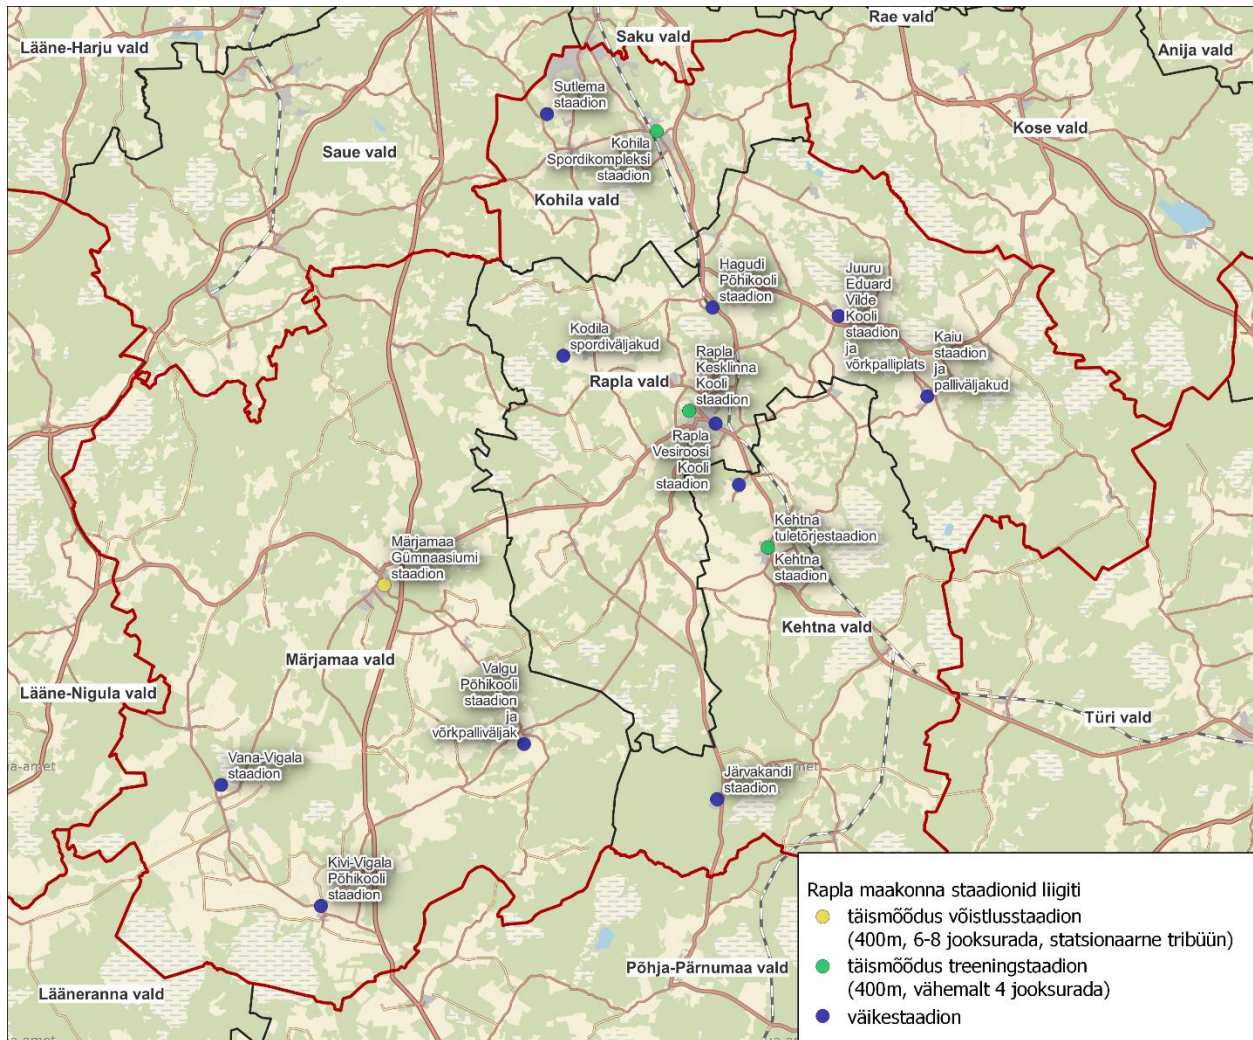 Lääne-Harju vald
Saku vald
Rae vald
Anija vald
Sutlema
staadion
Kose vald
Saue vald
Kohila
Spordikompleksi
staadion
Kohila vald
Hagudi
Põhikooli
staadion
Juuru
Eduard
Vilde
Kooli
staadion
ja
võrkpalliplats
Kodila
spordiväljakud
Kaiu
staadion
ja
palliväljakud
Rapla
Kesklinna
Kooli
staadion
Rapla vald
Rapla
Vesiroosi
Kooli
staadion
Kehtna
tuletõrjestaadion
Kehtna
staadion
Märjamaa
Gümnaasiumi
staadion
Kehtna vald
Märjamaa vald
Valgu
Põhikooli
staadion
ja
võrkpalliväljak
Lääne-Nigula vald
Türi vald
Vana-Vigala
staadion
a-amet
Järvakandi
staadion
amet
Kivi-Vigala
Põhikooli
staadion
Põhja-Pärnumaa vald
Lääneranna vald
a-amet
Rapla maakonna staadionid liigiti
täismõõdus võistlusstaadion
(400m, 6-8 jooksurada, statsionaarne tribüün)
täismõõdus treeningstaadion
(400m, vähemalt 4 jooksurada)
väikestaadion